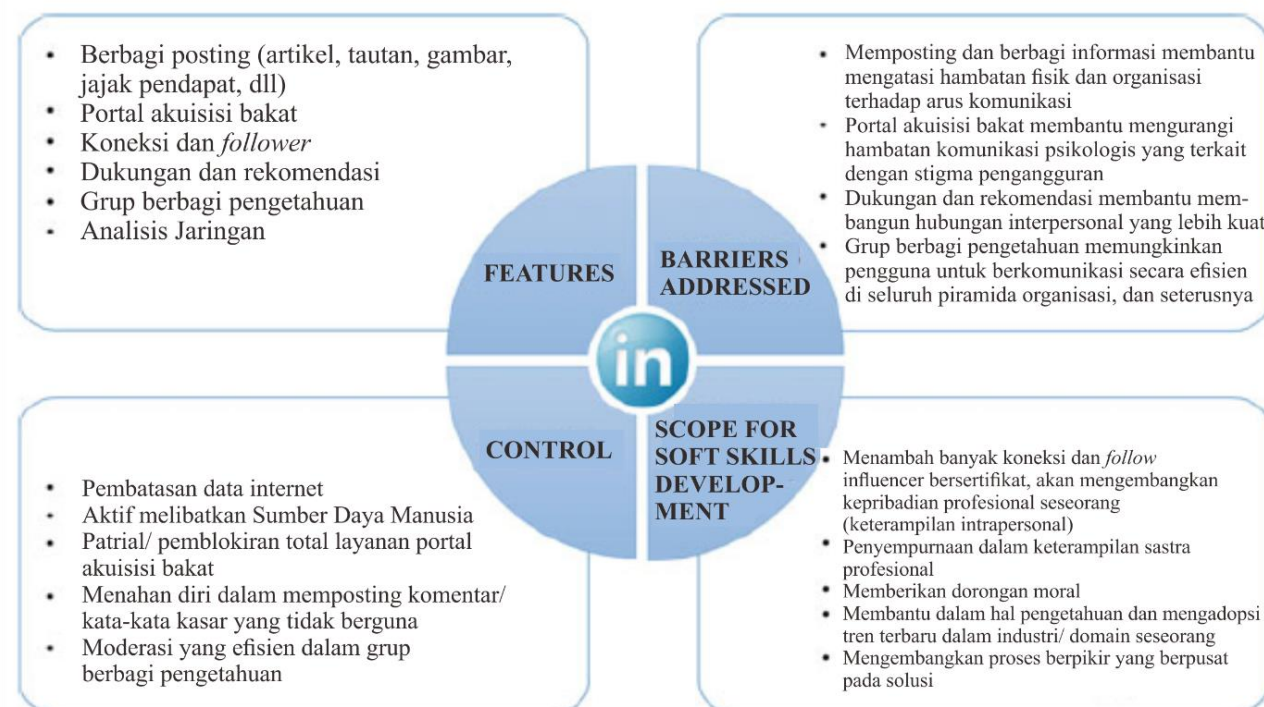 • Berbagi posting (artikel, tautan, gambar,
jajak pendapat, dll)
• Portal akuisisi bakat
• Koneksi dan follower
• Dukungan dan rekomendasi
• Grup berbagi pengetahuan
• Analisis Jaringan
FEATURES
• Memposting dan berbagi informasi membantu
mengatasi hambatan fisik dan organisasi
terhadap arus komunikasi
• Portal akuisisi bakat membantu mengurangi
hambatan komunikasi psikologis yang terkait
dengan stigma pengangguran
• Dukungan dan rekomendasi membantu mem-
bangun hubungan interpersonal yang lebih kuat
• Grup berbagi pengetahuan memungkinkan
pengguna untuk berkomunikasi secara efisien
di seluruh piramida organisasi, dan seterusnya
BARRIERS
ADDRESSED
in
CONTROL
• Pembatasan data internet
• Aktif melibatkan Sumber Daya Manusia
• Patrial/ pemblokiran total layanan portal
akuisisi bakat
• Menahan diri dalam memposting komentar/
kata-kata kasar yang tidak berguna
• Moderasi yang efisien dalam grup
berbagi pengetahuan
SCOPE FOR
SOFT SKILLS
DEVELOP-
MENT
• Menambah banyak koneksi dan follow
influencer bersertifikat, akan mengembangkan
kepribadian profesional seseorang
(keterampilan intrapersonal)
• Penyempurnaan dalam keterampilan sastra
profesional
• Memberikan dorongan moral
• Membantu dalam hal pengetahuan dan mengadopsi
tren terbaru dalam industri/ domain seseorang
• Mengembangkan proses berpikir yang berpusat
pada solusi